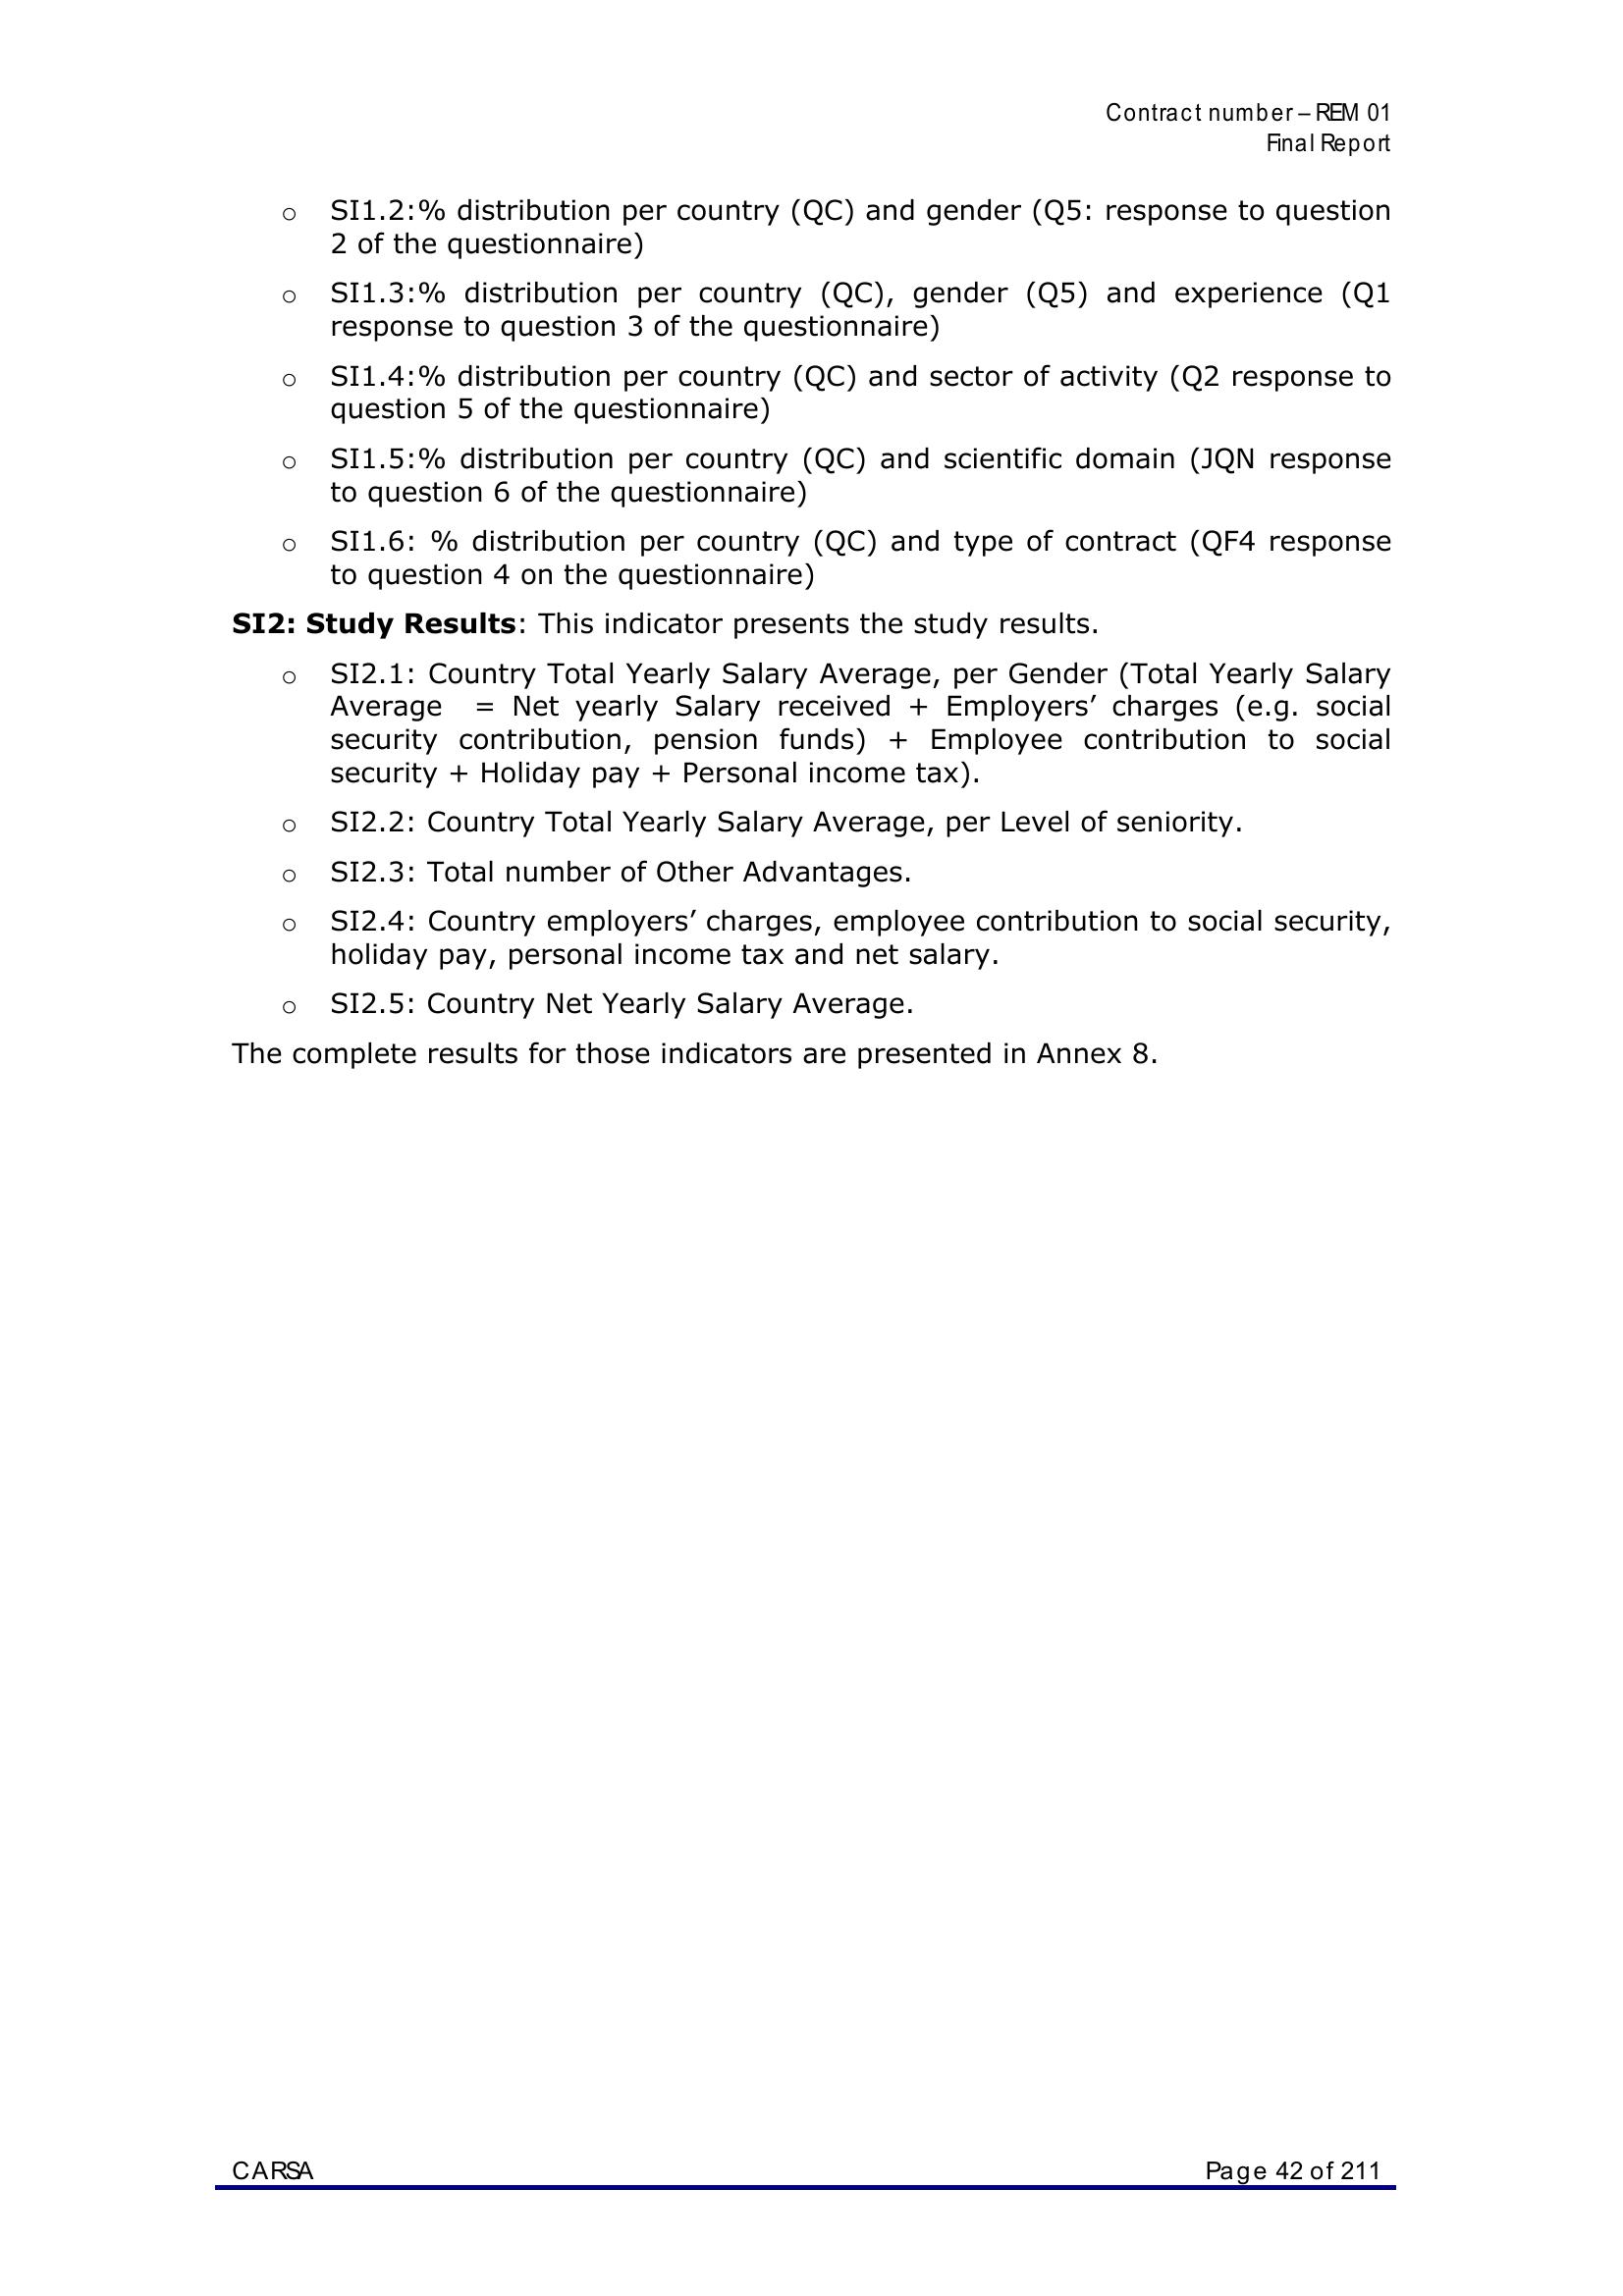 Contract number – REM 01
Final Report
o SI1.2:% distribution per country (QC) and gender (Q5: response to question
2 of the questionnaire)
o SI1.3:% distribution per country (QC), gender (Q5) and experience (Q1
response to question 3 of the questionnaire)
o SI1.4:% distribution per country (QC) and sector of activity (Q2 response to
question 5 of the questionnaire)
o SI1.5:% distribution per country (QC) and scientific domain (JQN response
to question 6 of the questionnaire)
o SI1.6: % distribution per country (QC) and type of contract (QF4 response
to question 4 on the questionnaire)
SI2: Study Results: This indicator presents the study results.
o SI2.1: Country Total Yearly Salary Average, per Gender (Total Yearly Salary
Average = Net yearly Salary received + Employers’ charges (e.g. social
security contribution, pension funds) + Employee contribution to social
security + Holiday pay + Personal income tax).
o SI2.2: Country Total Yearly Salary Average, per Level of seniority.
o SI2.3: Total number of Other Advantages.
o SI2.4: Country employers’ charges, employee contribution to social security,
holiday pay, personal income tax and net salary.
o SI2.5: Country Net Yearly Salary Average.
The complete results for those indicators are presented in Annex 8.
CARSA Page 42 of 211